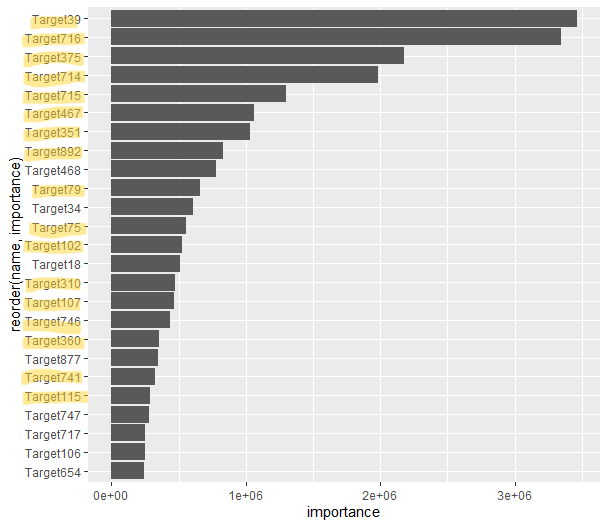 Target39
Target716
Target375
Target714
Target715
Target467
Target351
Target892
Target468
Target79
Target34
Target75
Target102
Target18
Target310
Target107
Target746
Target360
Target877
Target741
Target115
Target747
Target717
Target106
Target654
reorder(name, importance)
0e+00 1e+06 2e+06 3e+06
importance